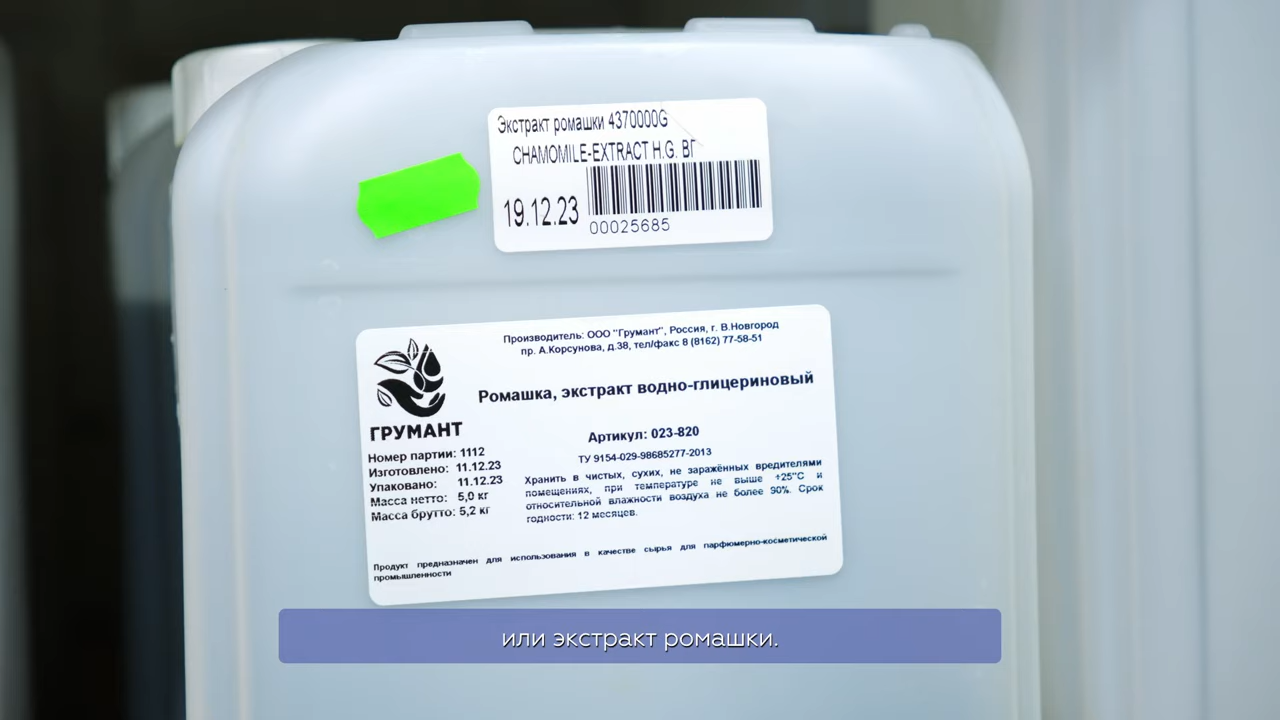 Экстракт ромашки 4370000G
CHAMOMILE-EXTRACT H.G. ВГ
19.12.23
00025685
Производитель: ООО "Грумант", Россия, г. В.Новгород
пр. А.Корсунова, д.38, тел/факс 8 (8162) 77-58-51
Ромашка, экстракт водно-глицериновый
ГРУМАНТ
Артикул: 023-820
ТУ 9154-029-98685277-2013
Номер партии: 1112
Изготовлено: 11.12.23
Упаковано: 11.12.23
Масса нетто: 5,0 кг
Масса брутто: 5,2 кг
Хранить в чистых, сухих, не заражённых вредителями
помещениях, при температуре не выше +25°С и
относительной влажности воздуха не более 90%. Срок
годности: 12 месяцев.
Продукт предназначен для использования в качестве сырья для парфюмерно-косметической
промышленности
или экстракт ромашки.